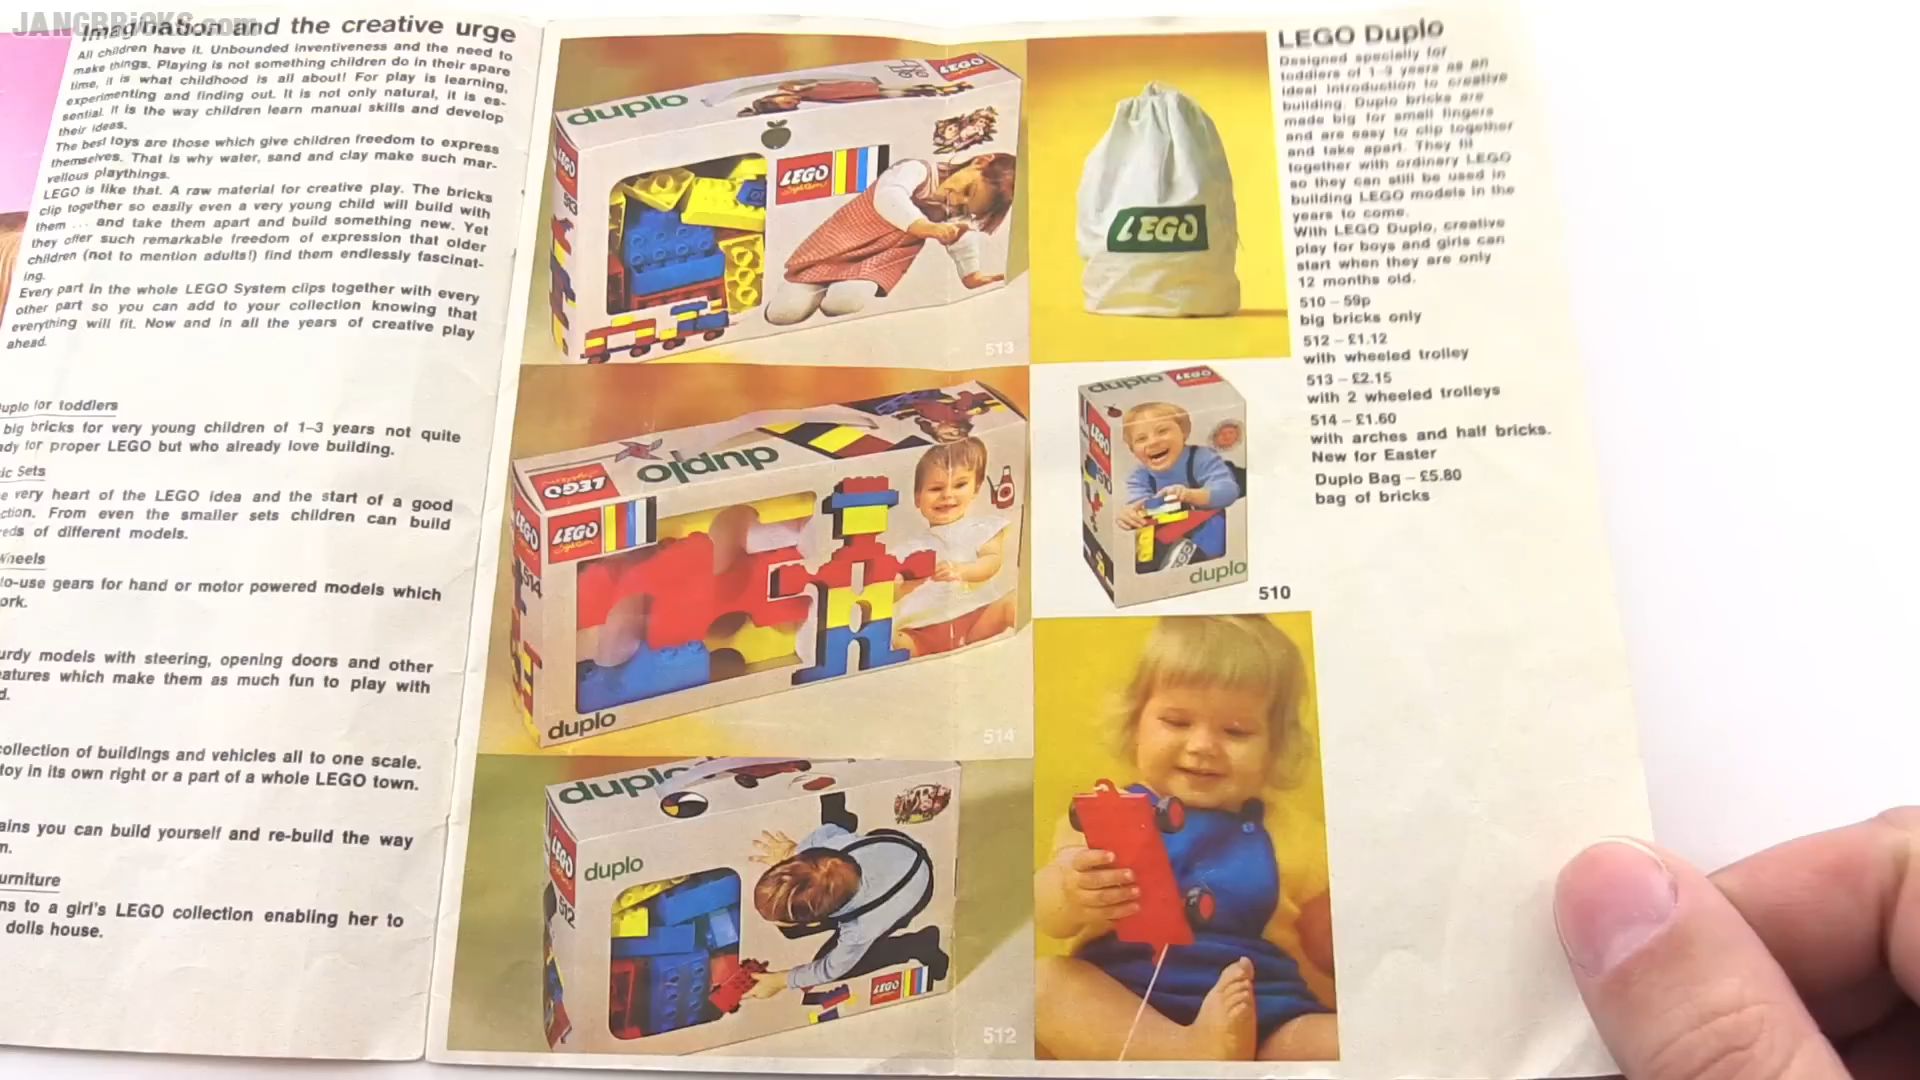 JANGBRiCKS.com
Imagination and the creative urge
All children have it. Unbounded inventiveness and the need to
make things. Playing is not something children do in their spare
time, it is what childhood is all about! For play is learning,
experimenting and finding out. It is not only natural, it is es-
sential. It is the way children learn manual skills and develop
their ideas.
The best toys are those which give children freedom to express
themselves. That is why water, sand and clay make such mar-
vellous playthings.
LEGO is like that. A raw material for creative play. The bricks
clip together so easily even a very young child will build with
them ... and take them apart and build something new. Yet
they offer such remarkable freedom of expression that older
children (not to mention adults!) find them endlessly fascinat-
ing.
Every part in the whole LEGO System clips together with every
other part so you can add to your collection knowing that
everything will fit. Now and in all the years of creative play
ahead.
uplo for toddlers
big bricks for very young children of 1–3 years not quite
ady for proper LEGO but who already love building.
ic Sets
e very heart of the LEGO idea and the start of a good
ction. From even the smaller sets children can build
reds of different models.
Wheels
to-use gears for hand or motor powered models which
ork.
urdy models with steering, opening doors and other
eatures which make them as much fun to play with
d.
collection of buildings and vehicles all to one scale.
toy in its own right or a part of a whole LEGO town.
ains you can build yourself and re-build the way
n.
urniture
ns to a girl's LEGO collection enabling her to
dolls house.
duplo
LEGO
LEGO
513
LEGO
System
513
LEGO
duplo
LEGO
LEGO
System
LEGO
514
duplo
514
duplo
LEGO
512
duplo
LEGO
512
duplo
LEGO
LEGO
510
duplo
510
LEGO Duplo
Designed specially for
toddlers of 1–3 years as an
ideal introduction to creative
building. Duplo bricks are
made big for small fingers
and are easy to clip together
and take apart. They fit
together with ordinary LEGO
so they can still be used in
building LEGO models in the
years to come.
With LEGO Duplo, creative
play for boys and girls can
start when they are only
12 months old.
510 – 59p
big bricks only
512 – £1.12
with wheeled trolley
513 – £2.15
with 2 wheeled trolleys
514 – £1.60
with arches and half bricks.
New for Easter
Duplo Bag – £5.80
bag of bricks